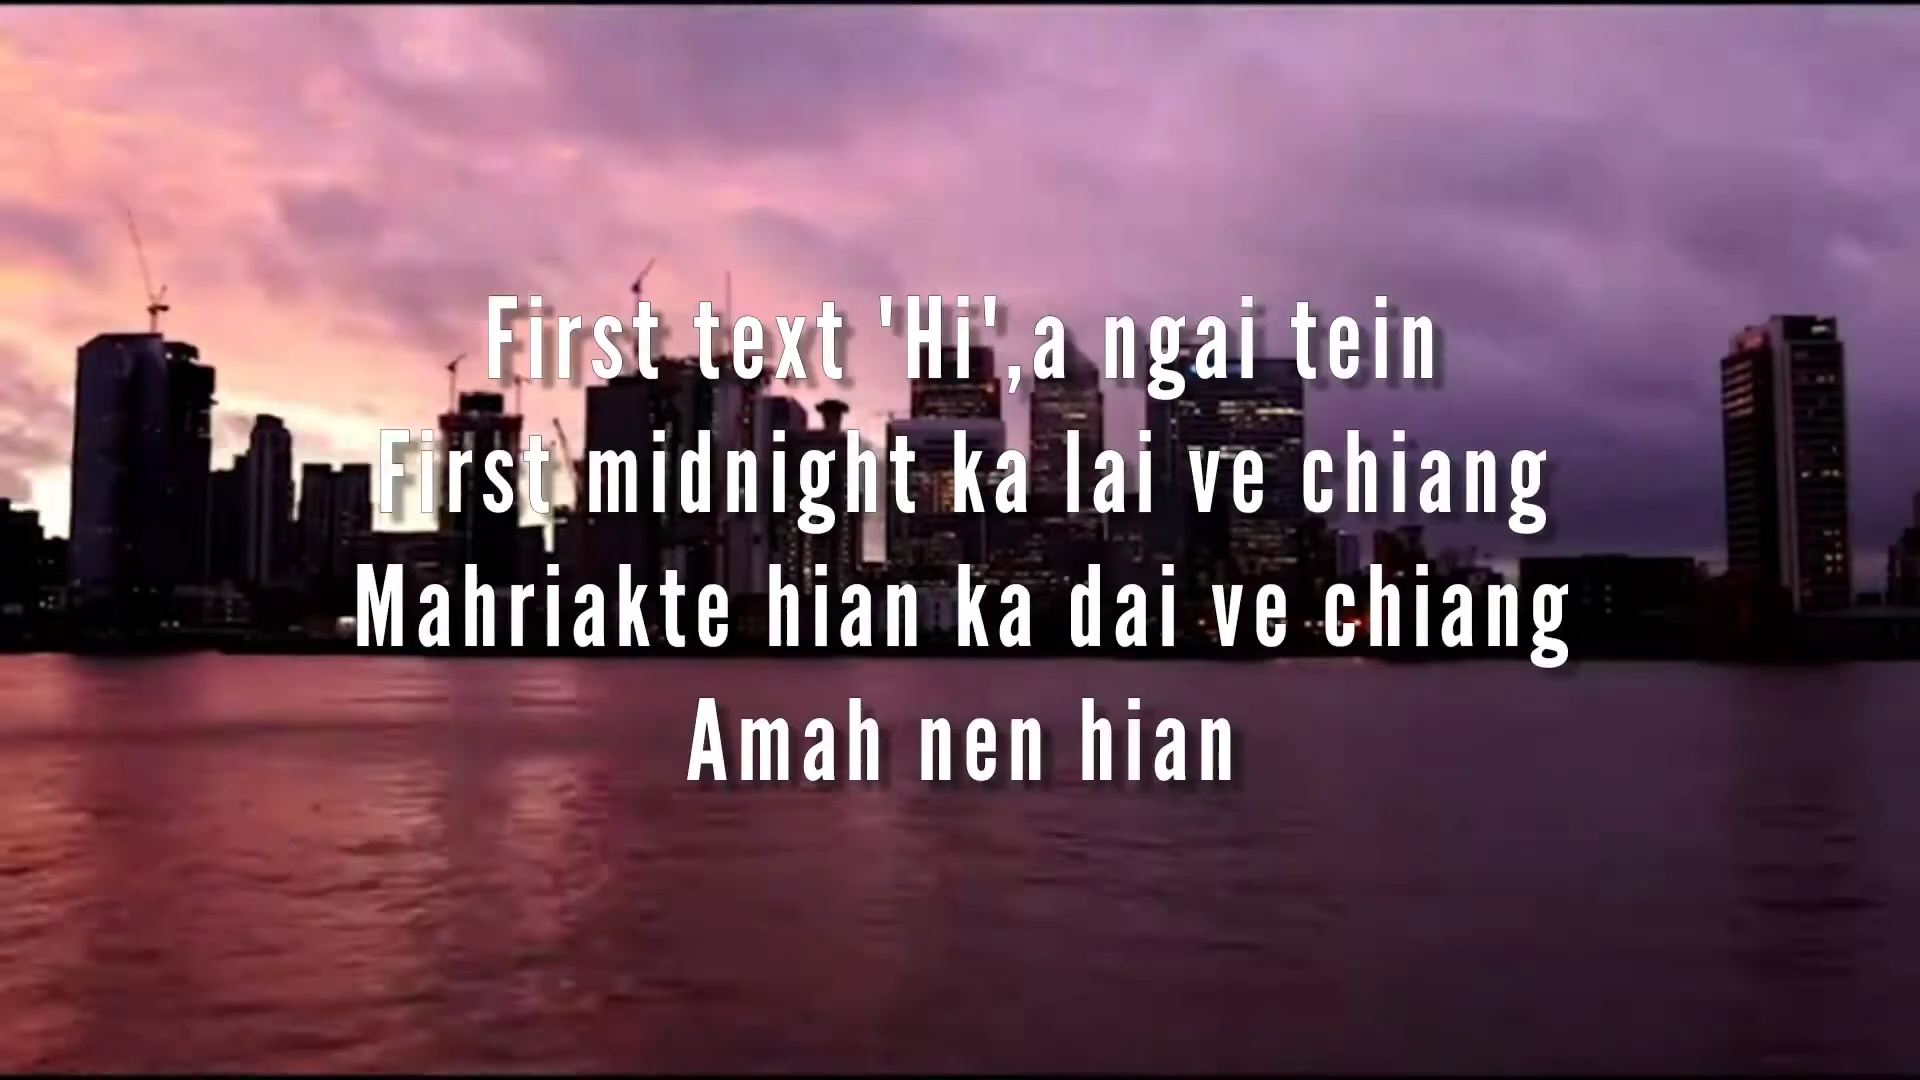 First text 'Hi',a ngai tein
First midnight ka lai ve chiang
Mahriakte hian ka dai ve chiang
Amah nen hian